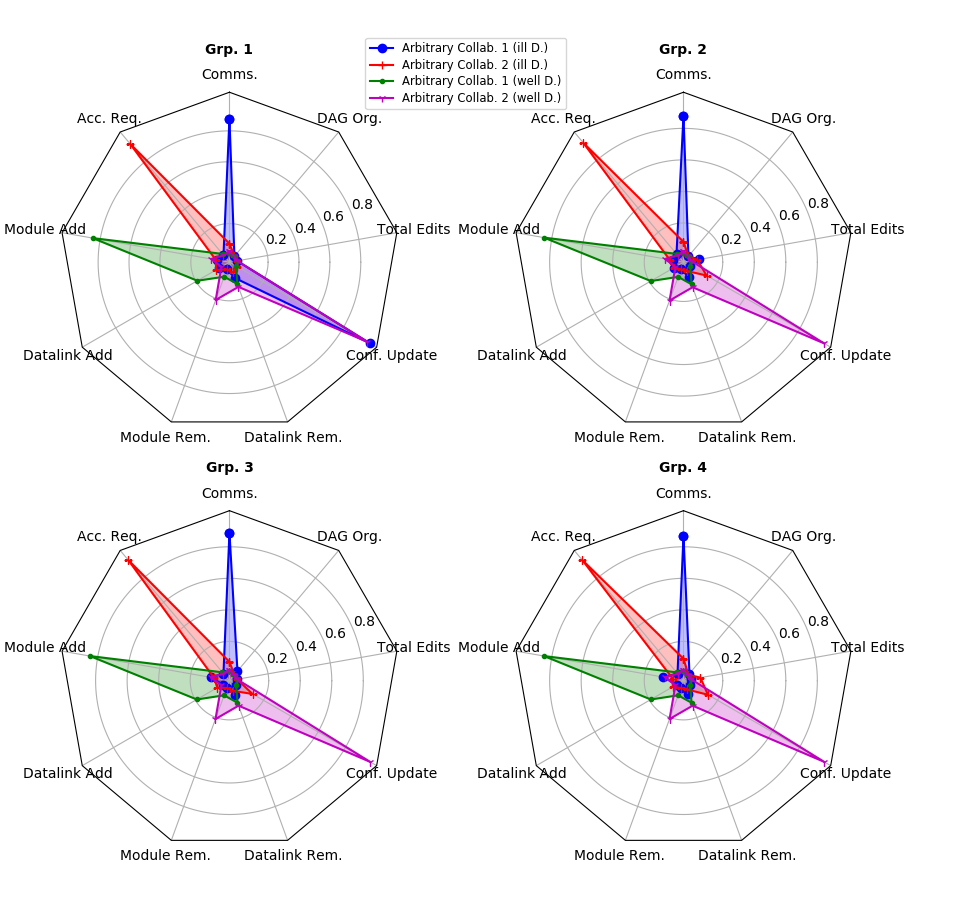 Grp. 1
Comms.
DAG Org.
Total Edits
Conf. Update
Datalink Rem.
Module Rem.
Datalink Add
Module Add
Acc. Req.
0.2
0.4
0.6
0.8
Arbitrary Collab. 1 (ill D.)
Arbitrary Collab. 2 (ill D.)
Arbitrary Collab. 1 (well D.)
Arbitrary Collab. 2 (well D.)
Grp. 2
Comms.
DAG Org.
Total Edits
Conf. Update
Datalink Rem.
Module Rem.
Datalink Add
Module Add
Acc. Req.
0.2
0.4
0.6
0.8
Grp. 3
Comms.
DAG Org.
Total Edits
Conf. Update
Datalink Rem.
Module Rem.
Datalink Add
Module Add
Acc. Req.
0.2
0.4
0.6
0.8
Grp. 4
Comms.
DAG Org.
Total Edits
Conf. Update
Datalink Rem.
Module Rem.
Datalink Add
Module Add
Acc. Req.
0.2
0.4
0.6
0.8